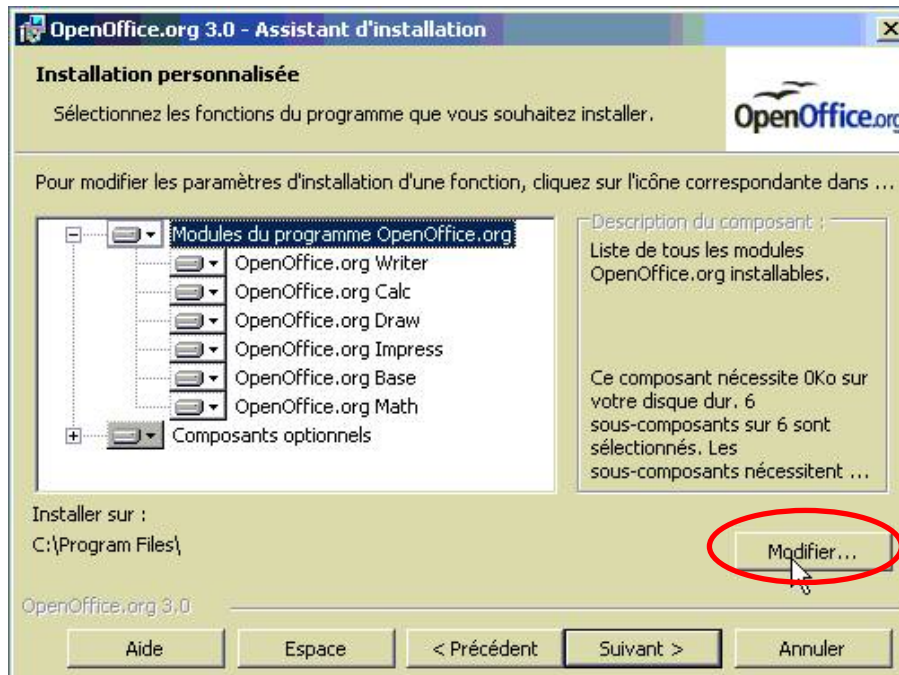 OpenOffice.org 3.0 - Assistant d'installation
Installation personnalisée
Sélectionnez les fonctions du programme que vous souhaitez installer.
OpenOffice.org
Pour modifier les paramètres d'installation d'une fonction, cliquez sur l'icône correspondante dans ...
Modules du programme OpenOffice.org
OpenOffice.org Writer
OpenOffice.org Calc
OpenOffice.org Draw
OpenOffice.org Impress
OpenOffice.org Base
OpenOffice.org Math
Composants optionnels
Description du composant :
Liste de tous les modules
OpenOffice.org installables.
Ce composant nécessite 0Ko sur
votre disque dur. 6
sous-composants sur 6 sont
sélectionnés. Les
sous-composants nécessitent ...
Installer sur :
C:\Program Files\
Modifier...
OpenOffice.org 3.0
Aide
Espace
< Précédent
Suivant >
Annuler